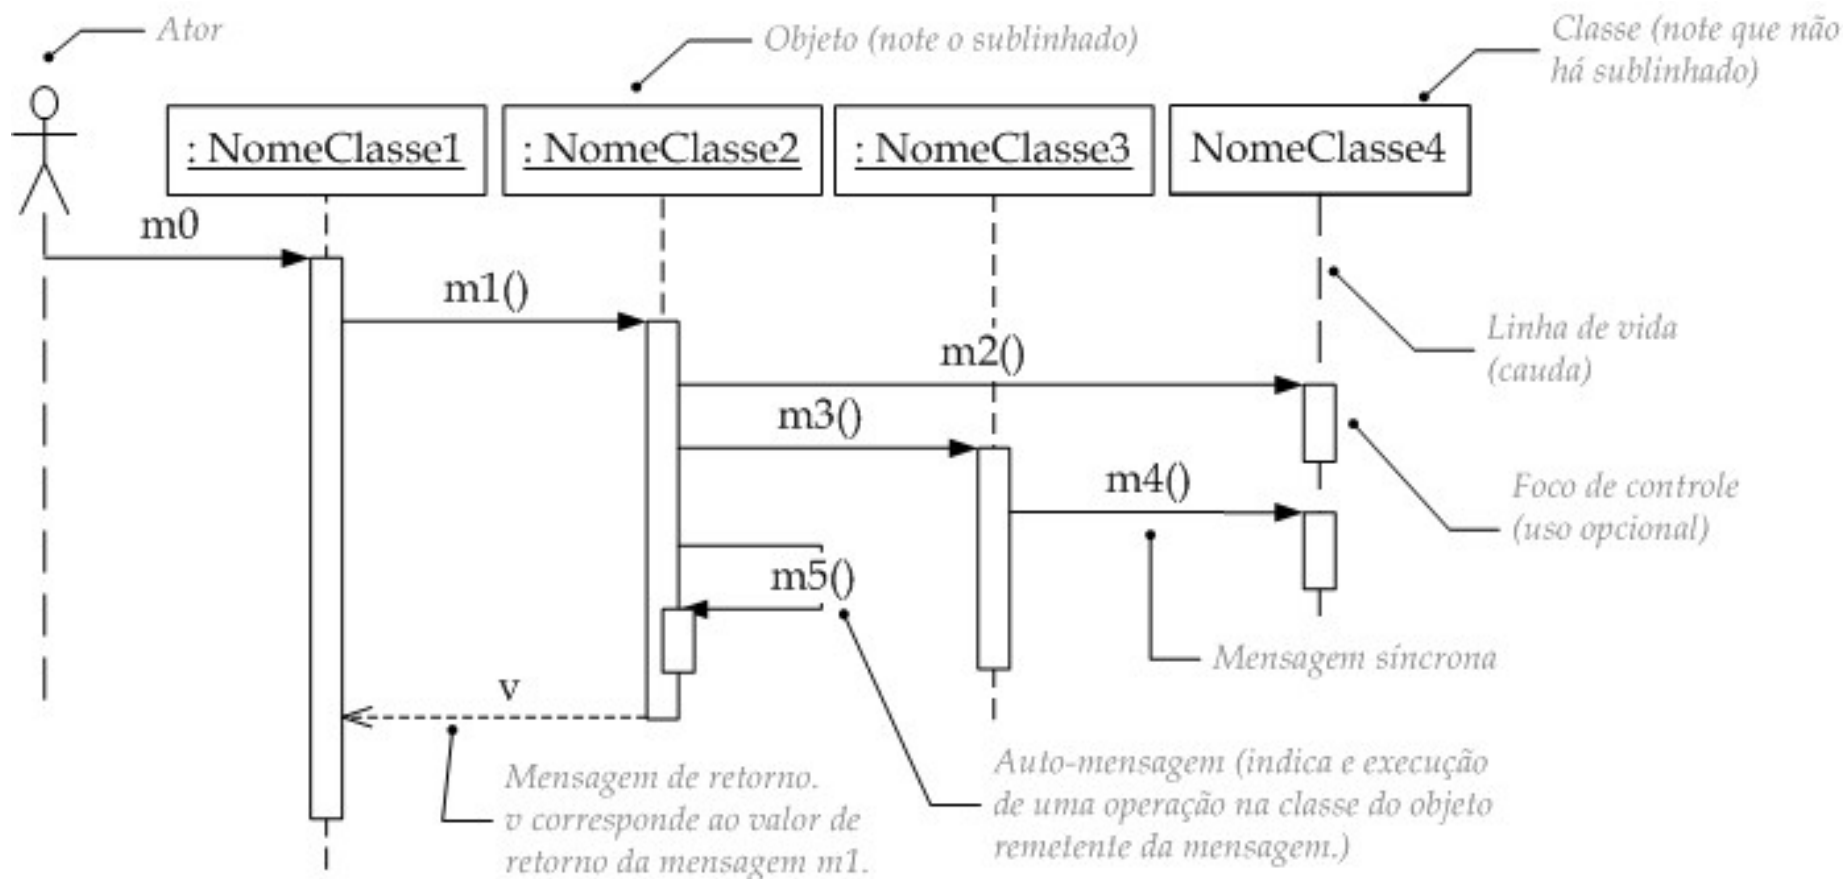 Ator
Objeto (note o sublinhado)
Classe (note que não
há sublinhado)
: NomeClasse1
: NomeClasse2
: NomeClasse3
NomeClasse4
m0
m1()
Linha de vida
(cauda)
m2()
m3()
m4()
Foco de controle
(uso opcional)
m5()
Mensagem síncrona
v
Mensagem de retorno.
v corresponde ao valor de
retorno da mensagem m1.
Auto-mensagem (indica e execução
de uma operação na classe do objeto
remetente da mensagem.)